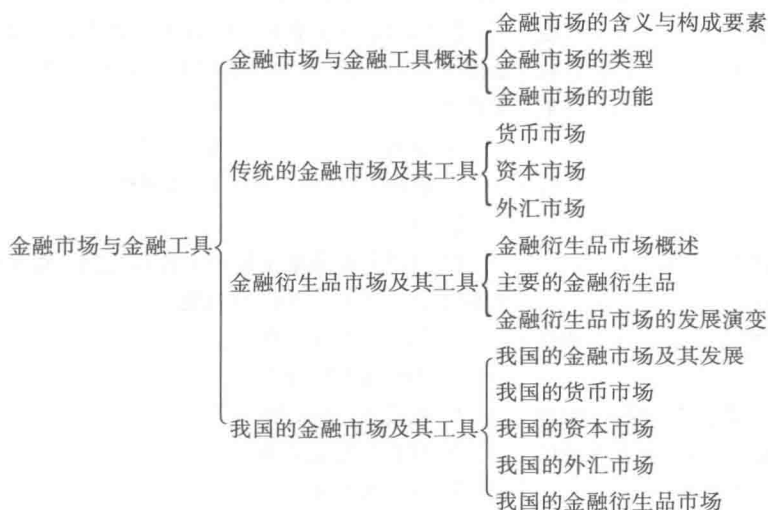 金融市场与金融工具
金融市场与金融工具概述
金融市场的含义与构成要素
金融市场的类型
金融市场的功能
传统的金融市场及其工具
货币市场
资本市场
外汇市场
金融衍生品市场及其工具
金融衍生品市场概述
主要的金融衍生品
金融衍生品市场的发展演变
我国的金融市场及其工具
我国的金融市场及其发展
我国的货币市场
我国的资本市场
我国的外汇市场
我国的金融衍生品市场